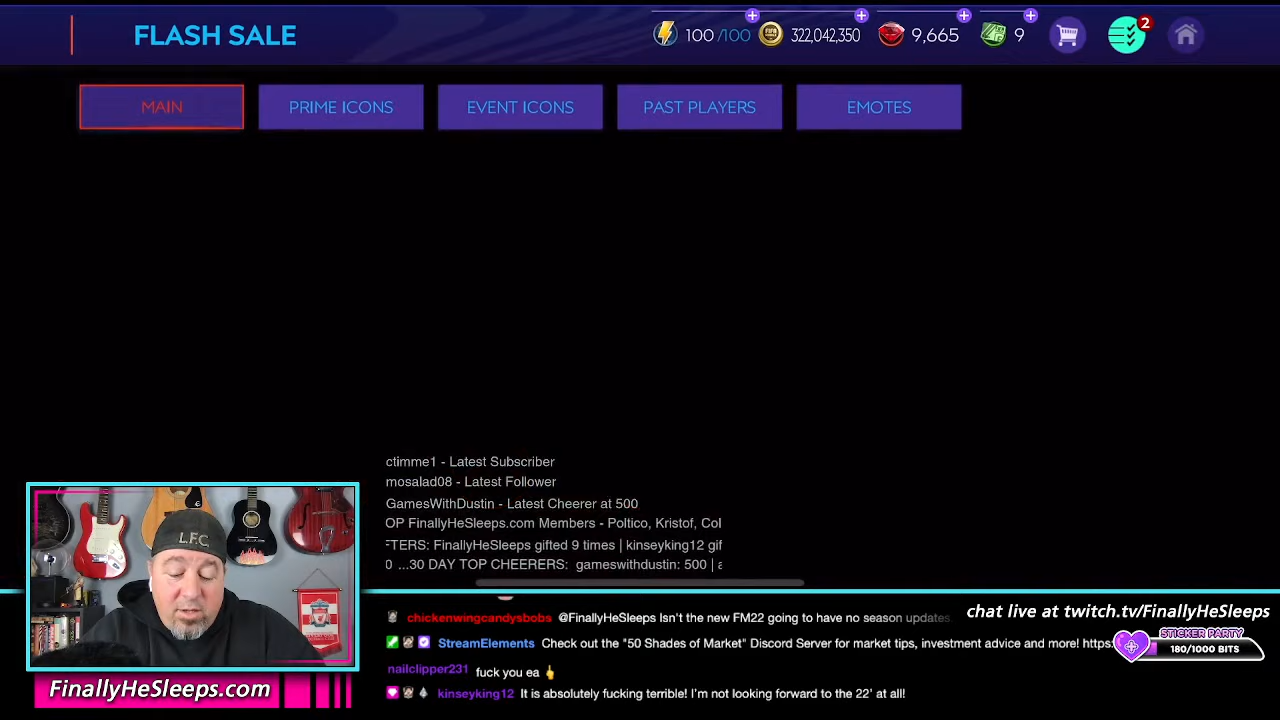 FLASH SALE
100 /100
322,042,350
9,665
9
2
MAIN
PRIME ICONS
EVENT ICONS
PAST PLAYERS
EMOTES
ctimme1 - Latest Subscriber
mosalad08 - Latest Follower
GamesWithDustin - Latest Cheerer at 500
OP FinallyHeSleeps.com Members - Poltico, Kristof, Col
TERS: FinallyHeSleeps gifted 9 times | kinseyking12 gif
0 ...30 DAY TOP CHEERERS: gameswithdustin: 500 | a
L.F.C.
FinallyHeSleeps.com
chickenwingcandysbobs @FinallyHeSleeps Isn't the new FM22 going to have no season updates
StreamElements Check out the "50 Shades of Market" Discord Server for market tips, investment advice and more! https:
nailclipper231 fuck you ea 🖕
kinseyking12 It is absolutely fucking terrible! I'm not looking forward to the 22' at all!
chat live at twitch.tv/FinallyHeSleeps
STICKER PARTY
180/1000 BITS